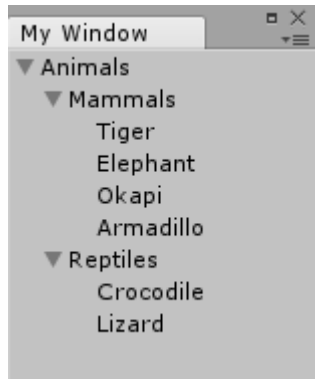 My Window
Animals
Mammals
Tiger
Elephant
Okapi
Armadillo
Reptiles
Crocodile
Lizard